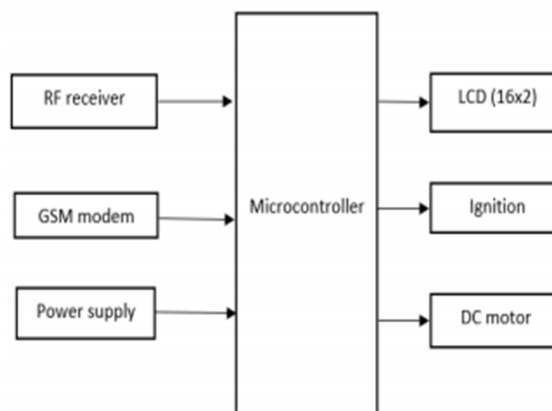 RF receiver
GSM modem
Power supply
Microcontroller
LCD (16x2)
Ignition
DC motor